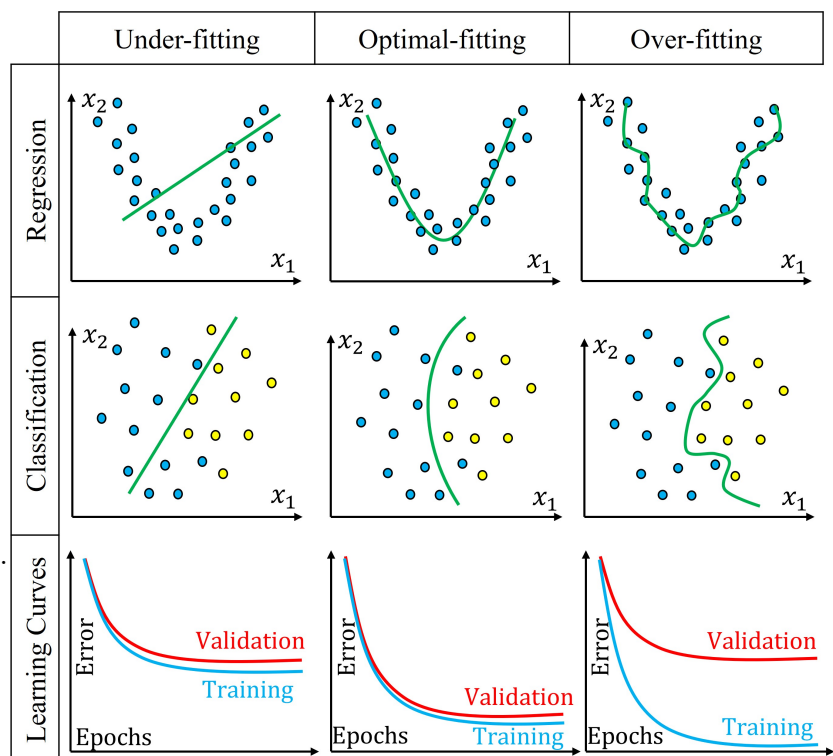 Under-fitting
Optimal-fitting
Over-fitting
Regression
x₂
x₁
x₂
x₁
x₂
x₁
Classification
x₂
x₁
x₂
x₁
x₂
x₁
Learning Curves
Error
Validation
Training
Epochs
Error
Validation
Training
Epochs
Error
Validation
Training
Epochs